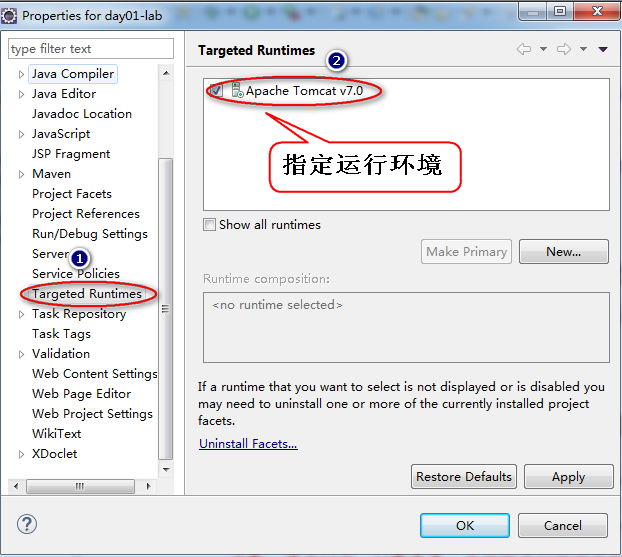 Properties for day01-lab
type filter text
Java Compiler
Java Editor
Javadoc Location
JavaScript
JSP Fragment
Maven
Project Facets
Project References
Run/Debug Settings
Server
1
Service Policies
Targeted Runtimes
Task Repository
Task Tags
Validation
Web Content Settings
Web Page Editor
Web Project Settings
WikiText
XDoclet
Targeted Runtimes
2
Apache Tomcat v7.0
指定运行环境
Show all runtimes
Make Primary
New...
Runtime composition:
<no runtime selected>
If a runtime that you want to select is not displayed or is disabled you
may need to uninstall one or more of the currently installed project
facets.
Uninstall Facets...
Restore Defaults
Apply
?
OK
Cancel